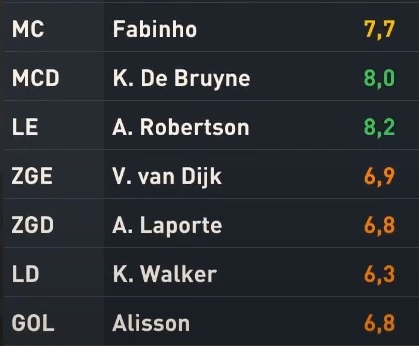 MC Fabinho 7,7
MCD K. De Bruyne 8,0
LE A. Robertson 8,2
ZGE V. van Dijk 6,9
ZGD A. Laporte 6,8
LD K. Walker 6,3
GOL Alisson 6,8